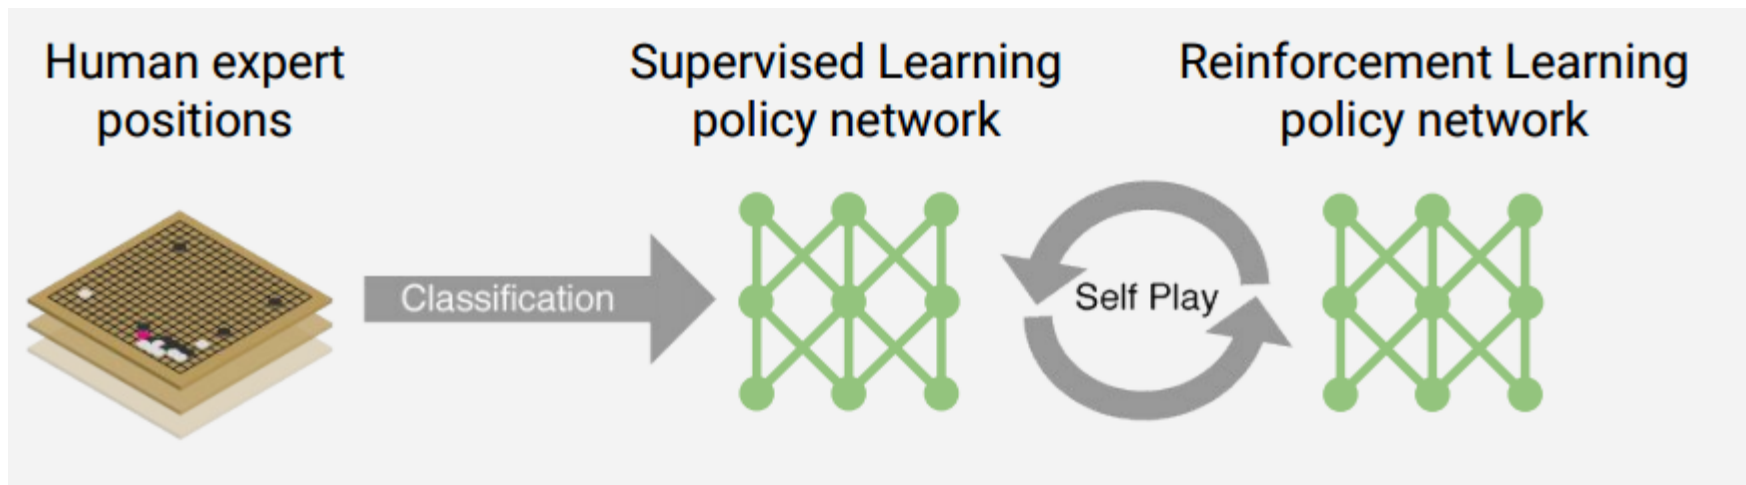 Human expert
positions
Supervised Learning
policy network
Reinforcement Learning
policy network
Classification
Self Play